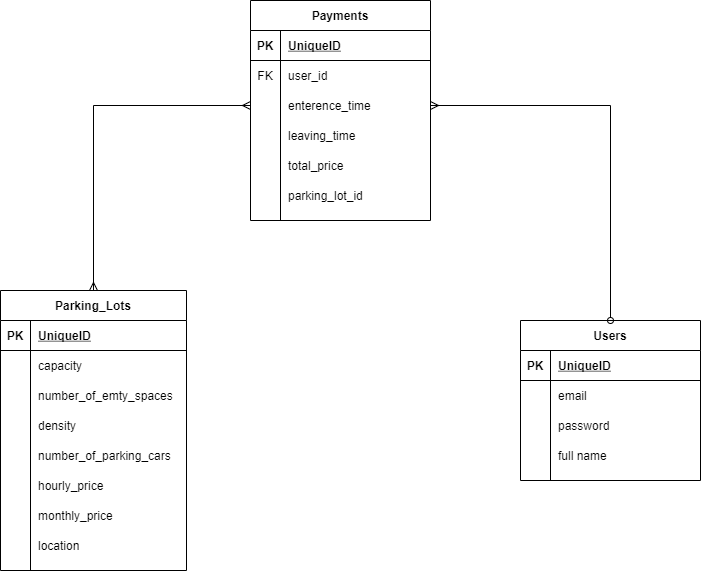 Payments
PK UniqueID
FK user_id
enterence_time
leaving_time
total_price
parking_lot_id
Parking_Lots
PK UniqueID
capacity
number_of_emty_spaces
density
number_of_parking_cars
hourly_price
monthly_price
location
Users
PK UniqueID
email
password
full name